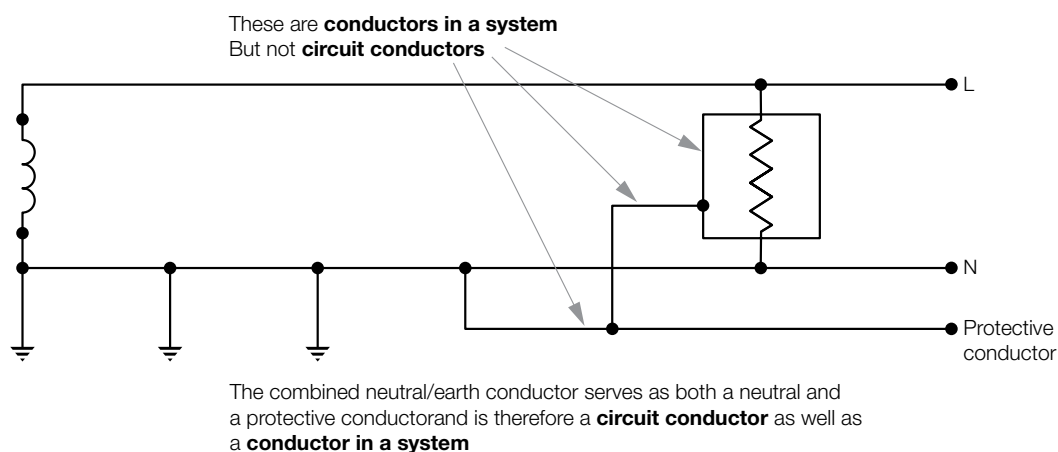 These are conductors in a system
But not circuit conductors
L
N
Protective
conductor
The combined neutral/earth conductor serves as both a neutral and
a protective conductorand is therefore a circuit conductor as well as
a conductor in a system